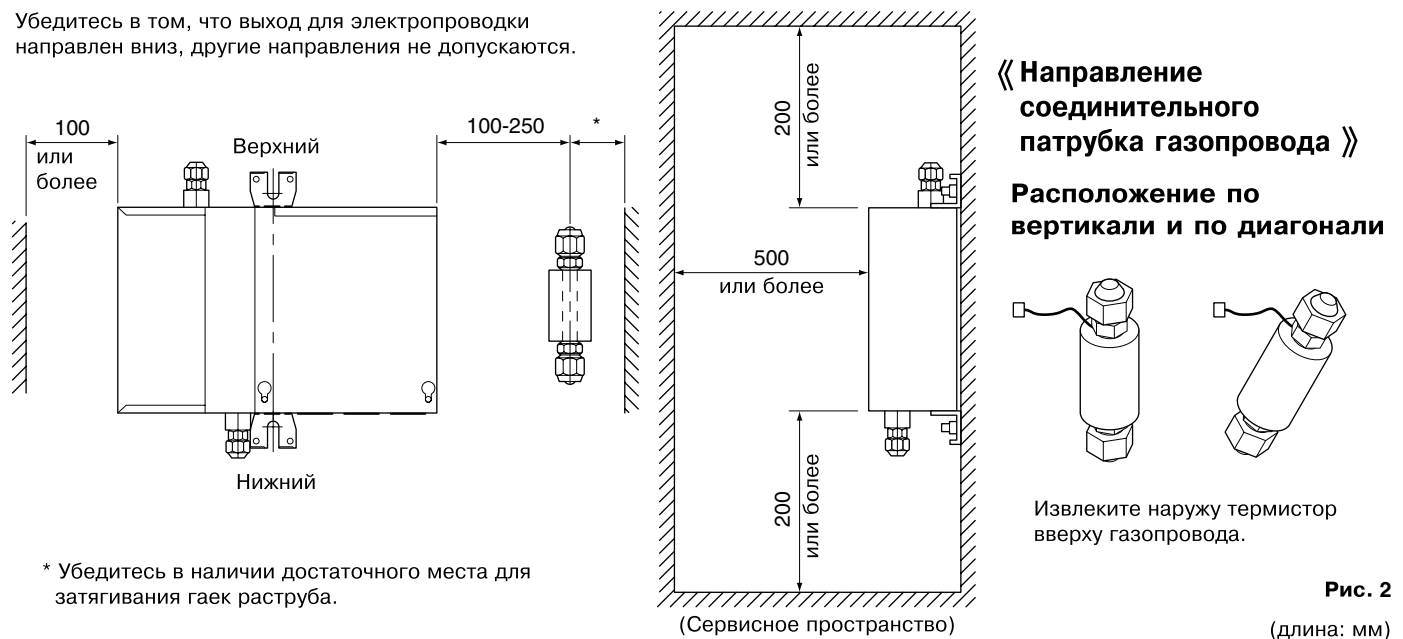 Убедитесь в том, что выход для электропроводки
направлен вниз, другие направления не допускаются.
100
или
более
Верхний
100-250
*
Нижний
* Убедитесь в наличии достаточного места для
затягивания гаек раструба.
200
или более
500
или более
200
или более
(Сервисное пространство)
《 Направление
соединительного
патрубка газопровода 》
Расположение по
вертикали и по диагонали
Извлеките наружу термистор
вверху газопровода.
Рис. 2
(длина: мм)